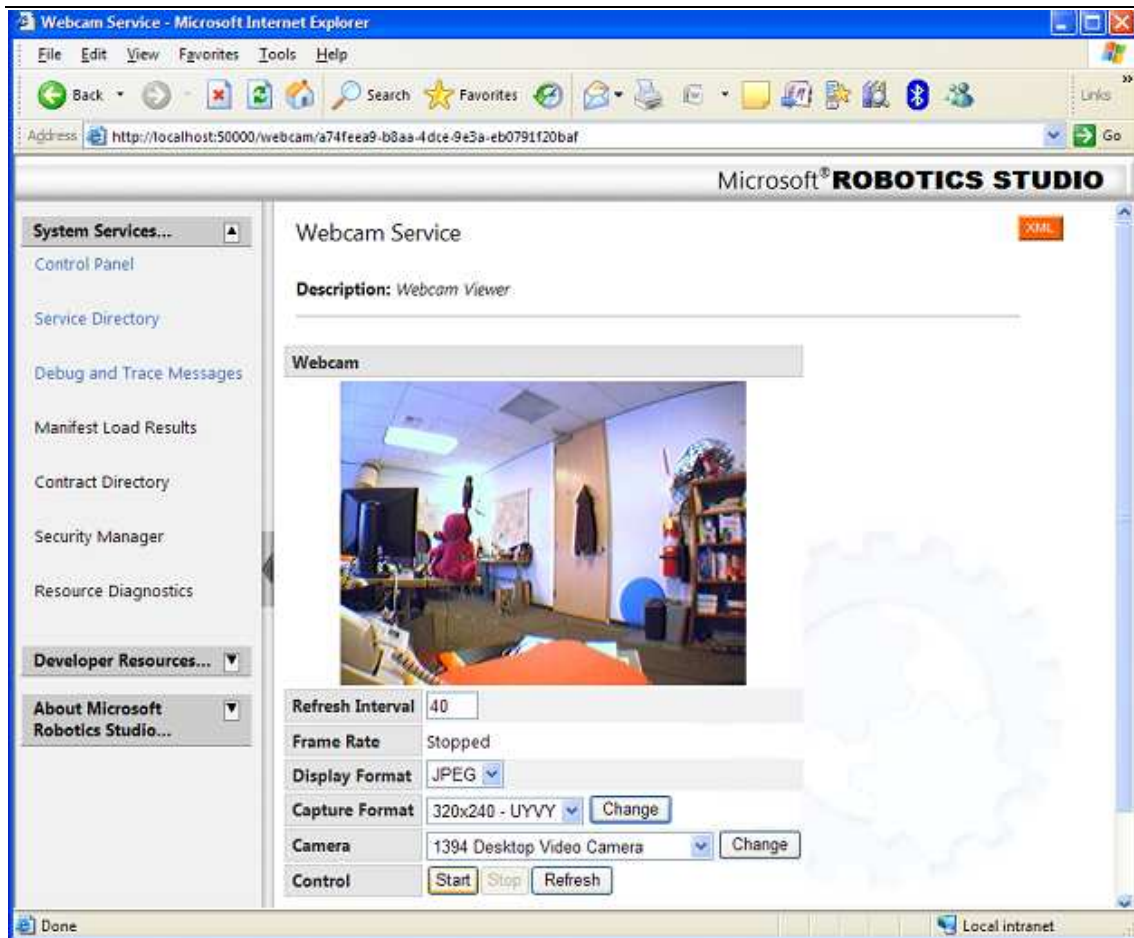 Webcam Service - Microsoft Internet Explorer
File Edit View Favorites Tools Help
Back Search Favorites Links
Address http://localhost:50000/webcam/a74feea9-b8aa-4dce-9e3a-eb0791f20baf Go
Microsoft® ROBOTICS STUDIO
System Services...
Control Panel
Service Directory
Debug and Trace Messages
Manifest Load Results
Contract Directory
Security Manager
Resource Diagnostics
Developer Resources...
About Microsoft
Robotics Studio...
Webcam Service
XML
Description: Webcam Viewer
Webcam
Refresh Interval 40
Frame Rate Stopped
Display Format JPEG
Capture Format 320x240 - UYVY Change
Camera 1394 Desktop Video Camera Change
Control Start Stop Refresh
Done Local intranet